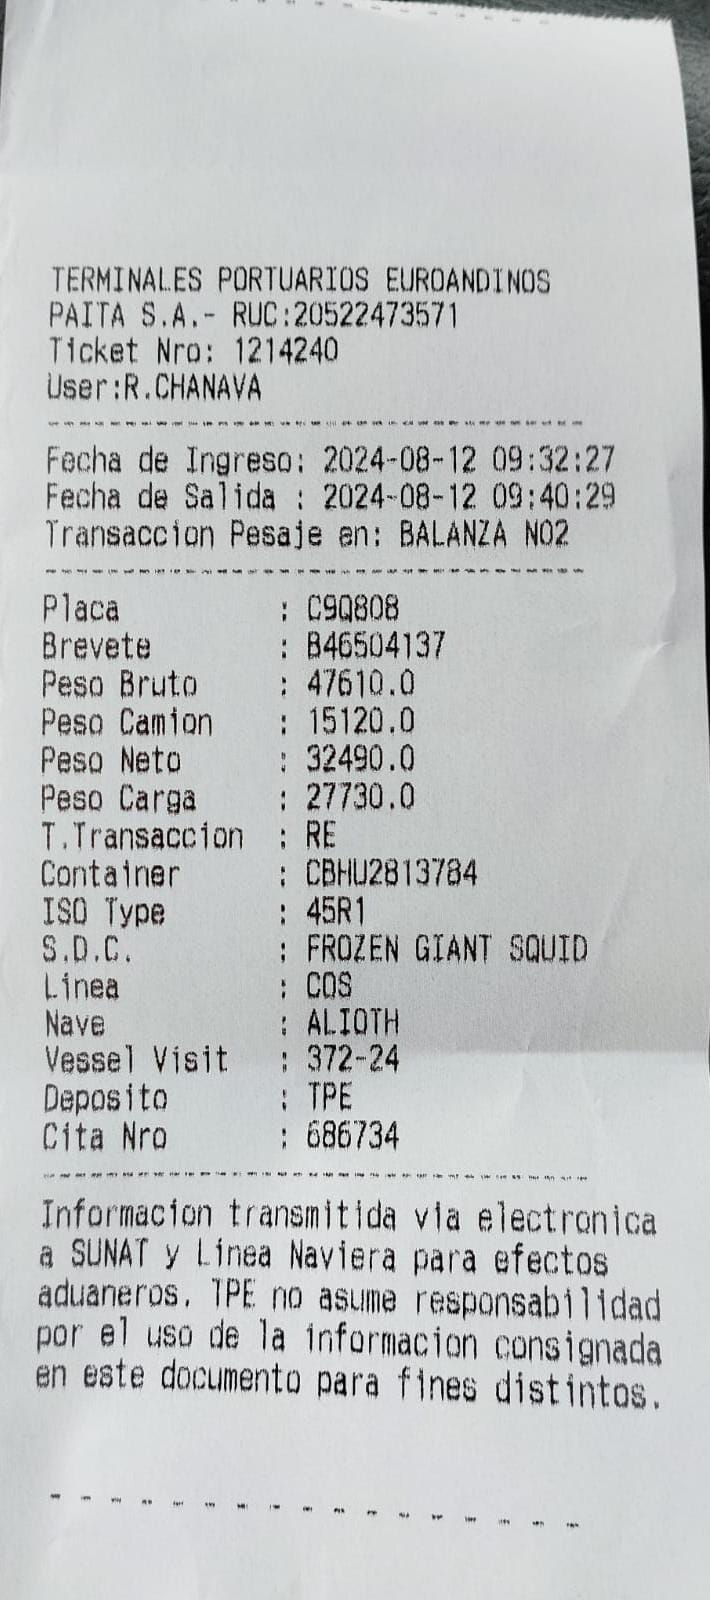 TERMINALES PORTUARIOS EUROANDINOS
PAITA S.A.- RUC:20522473571
Ticket Nro: 1214240
User:R.CHANAVA
Fecha de Ingreso: 2024-08-12 09:32:27
Fecha de Salida : 2024-08-12 09:40:29
Transaccion Pesaje en: BALANZA NO2
Placa : C9Q808
Brevete : B46504137
Peso Bruto : 47610.0
Peso Camion : 15120.0
Peso Neto : 32490.0
Peso Carga : 27730.0
T.Transaccion : RE
Container : CBHU2813784
ISO Type : 45R1
S.D.C. : FROZEN GIANT SQUID
Linea : COS
Nave : ALIOTH
Vessel Visit : 372-24
Deposito : TPE
Cita Nro : 686734
Informacion transmitida via electronica
a SUNAT y Linea Naviera para efectos
aduaneros. TPE no asume responsabilidad
por el uso de la informacion consignada
en este documento para fines distintos.